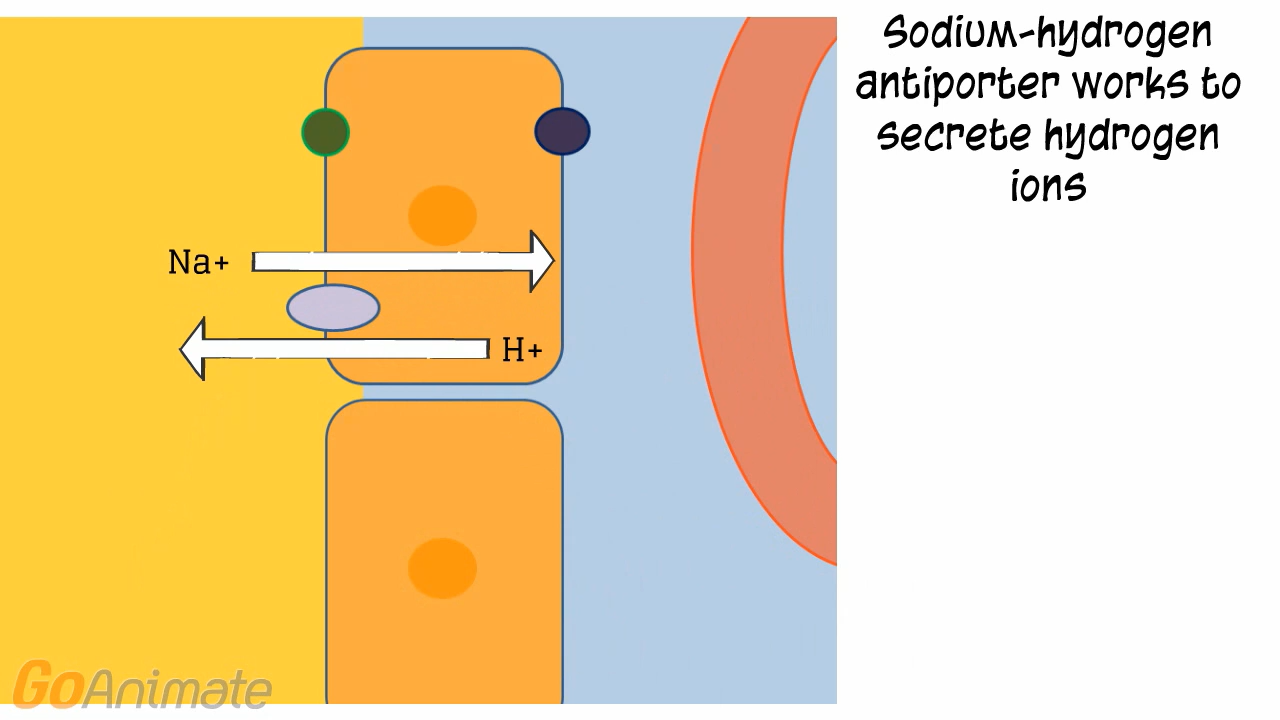 Sodium-hydrogen
antiporter works to
secrete hydrogen
ions
Na+
H+
GoAnimate